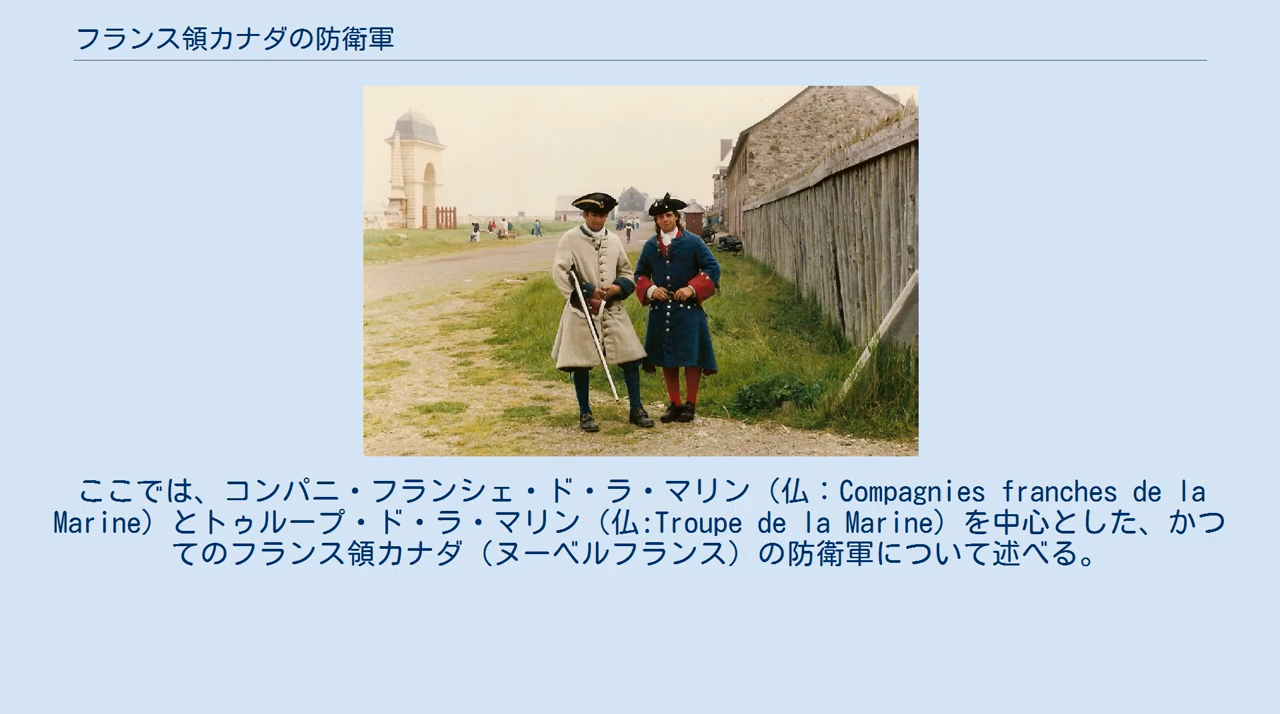 フランス領カナダの防衛軍
ここでは、コンパニ・フランシェ・ド・ラ・マリン（仏：Compagnies franches de la
Marine）とトゥループ・ド・ラ・マリン（仏:Troupe de la Marine）を中心とした、かつ
てのフランス領カナダ（ヌーベルフランス）の防衛軍について述べる。